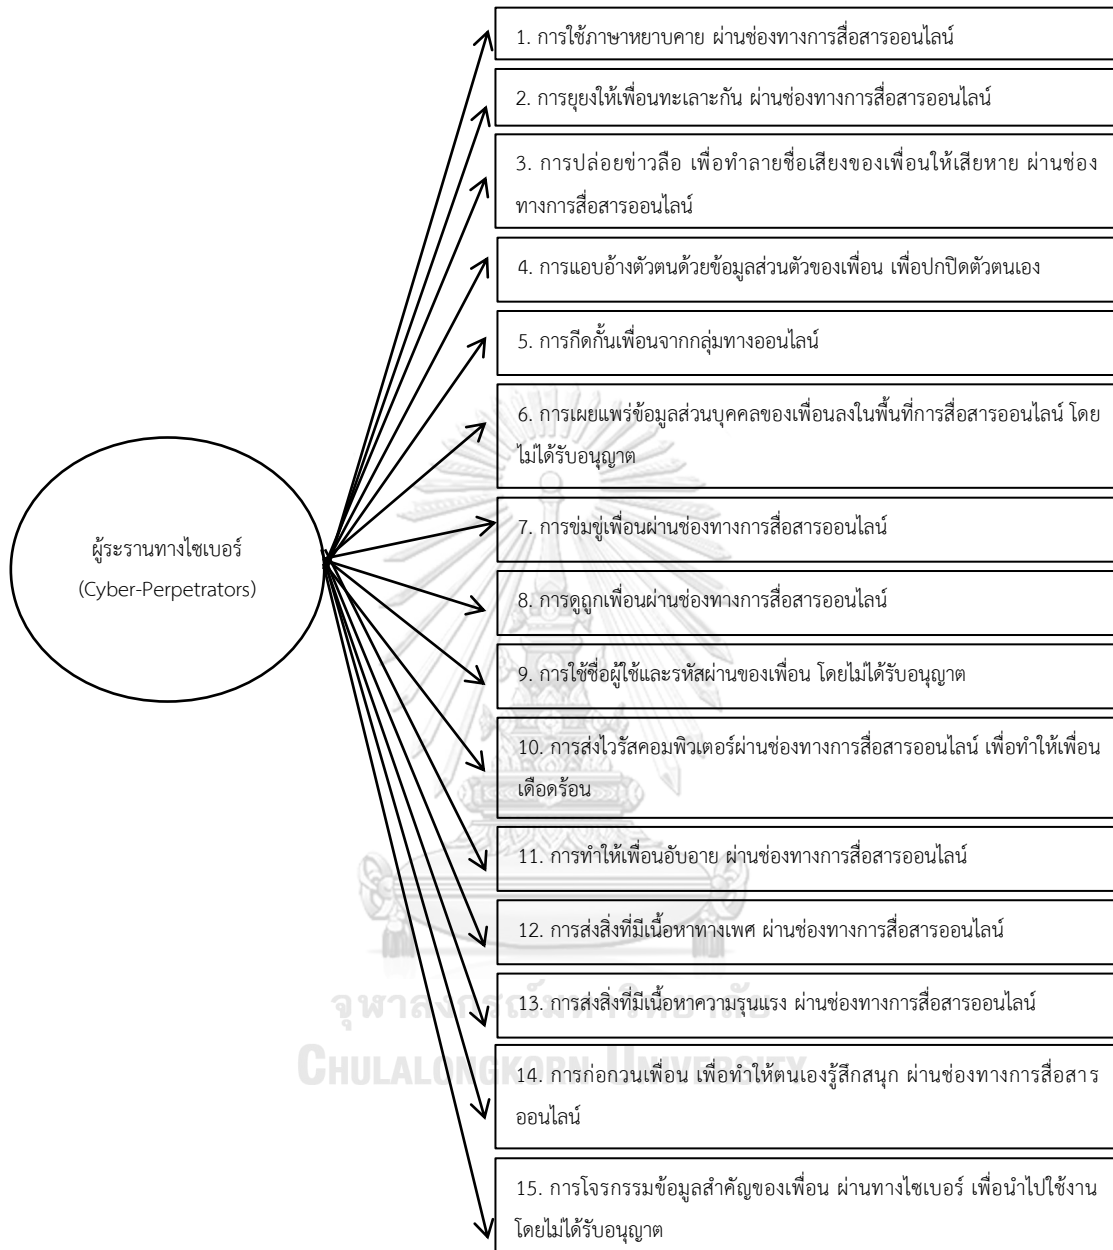 1. การใช้ภาษาหยาบคาย ผ่านช่องทางการสื่อสารออนไลน์
2. การยุยงให้เพื่อนทะเลาะกัน ผ่านช่องทางการสื่อสารออนไลน์
3. การปล่อยข่าวลือ เพื่อทำลายชื่อเสียงของเพื่อนให้เสียหาย ผ่านช่อง
ทางการสื่อสารออนไลน์
4. การแอบอ้างตัวตนด้วยข้อมูลส่วนตัวของเพื่อน เพื่อปกปิดตัวตนเอง
5. การกีดกั้นเพื่อนจากกลุ่มทางออนไลน์
6. การเผยแพร่ข้อมูลส่วนบุคคลของเพื่อนลงในพื้นที่การสื่อสารออนไลน์ โดย
ไม่ได้รับอนุญาต
ผู้ระรานทางไซเบอร์
(Cyber-Perpetrators)
7. การข่มขู่เพื่อนผ่านช่องทางการสื่อสารออนไลน์
8. การดูถูกเพื่อนผ่านช่องทางการสื่อสารออนไลน์
9. การใช้ชื่อผู้ใช้และรหัสผ่านของเพื่อน โดยไม่ได้รับอนุญาต
10. การส่งไวรัสคอมพิวเตอร์ผ่านช่องทางการสื่อสารออนไลน์ เพื่อทำให้เพื่อน
เดือดร้อน
11. การทำให้เพื่อนอับอาย ผ่านช่องทางการสื่อสารออนไลน์
12. การส่งสิ่งที่มีเนื้อหาทางเพศ ผ่านช่องทางการสื่อสารออนไลน์
จุฬาลงกรณ์มหาวิทยาลัย
13. การส่งสิ่งที่มีเนื้อหาความรุนแรง ผ่านช่องทางการสื่อสารออนไลน์
CHULALONGKORN UNIVERSITY
14. การก่อกวนเพื่อน เพื่อทำให้ตนเองรู้สึกสนุก ผ่านช่องทางการสื่อสาร
ออนไลน์
15. การโจรกรรมข้อมูลสำคัญของเพื่อน ผ่านทางไซเบอร์ เพื่อนำไปใช้งาน
โดยไม่ได้รับอนุญาต